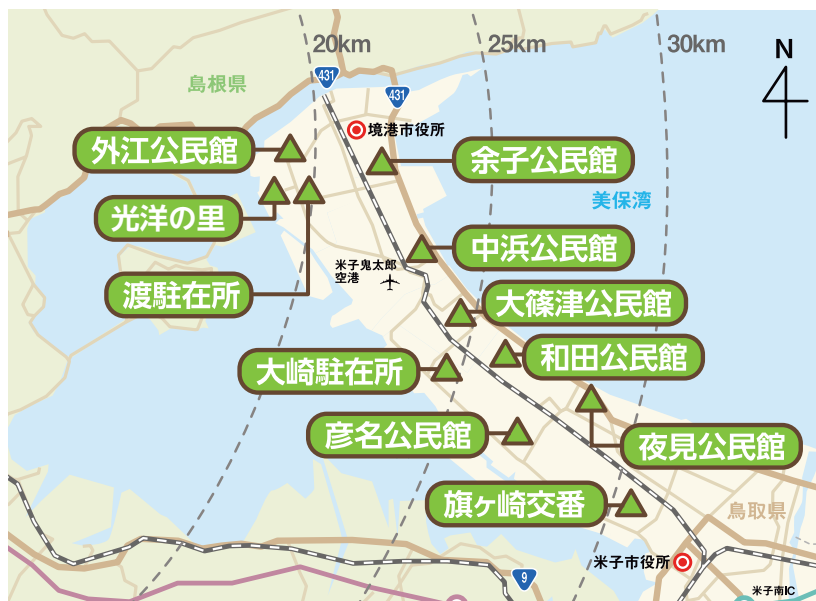 20km
25km
30km
N
島根県
431
431
境港市役所
外江公民館
余子公民館
光洋の里
美保湾
中浜公民館
米子鬼太郎
空港
渡駐在所
大篠津公民館
和田公民館
大崎駐在所
彦名公民館
夜見公民館
旗ヶ崎交番
鳥取県
米子市役所
9
米子南IC